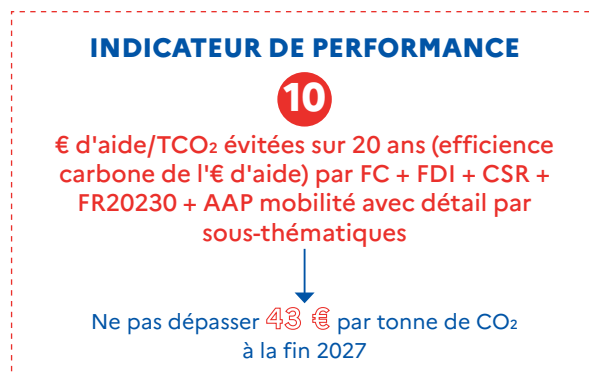 INDICATEUR DE PERFORMANCE
10
€ d'aide/TCO₂ évitées sur 20 ans (efficience
carbone de l'€ d'aide) par FC + FDI + CSR +
FR20230 + AAP mobilité avec détail par
sous-thématiques
Ne pas dépasser 43 € par tonne de CO₂
à la fin 2027